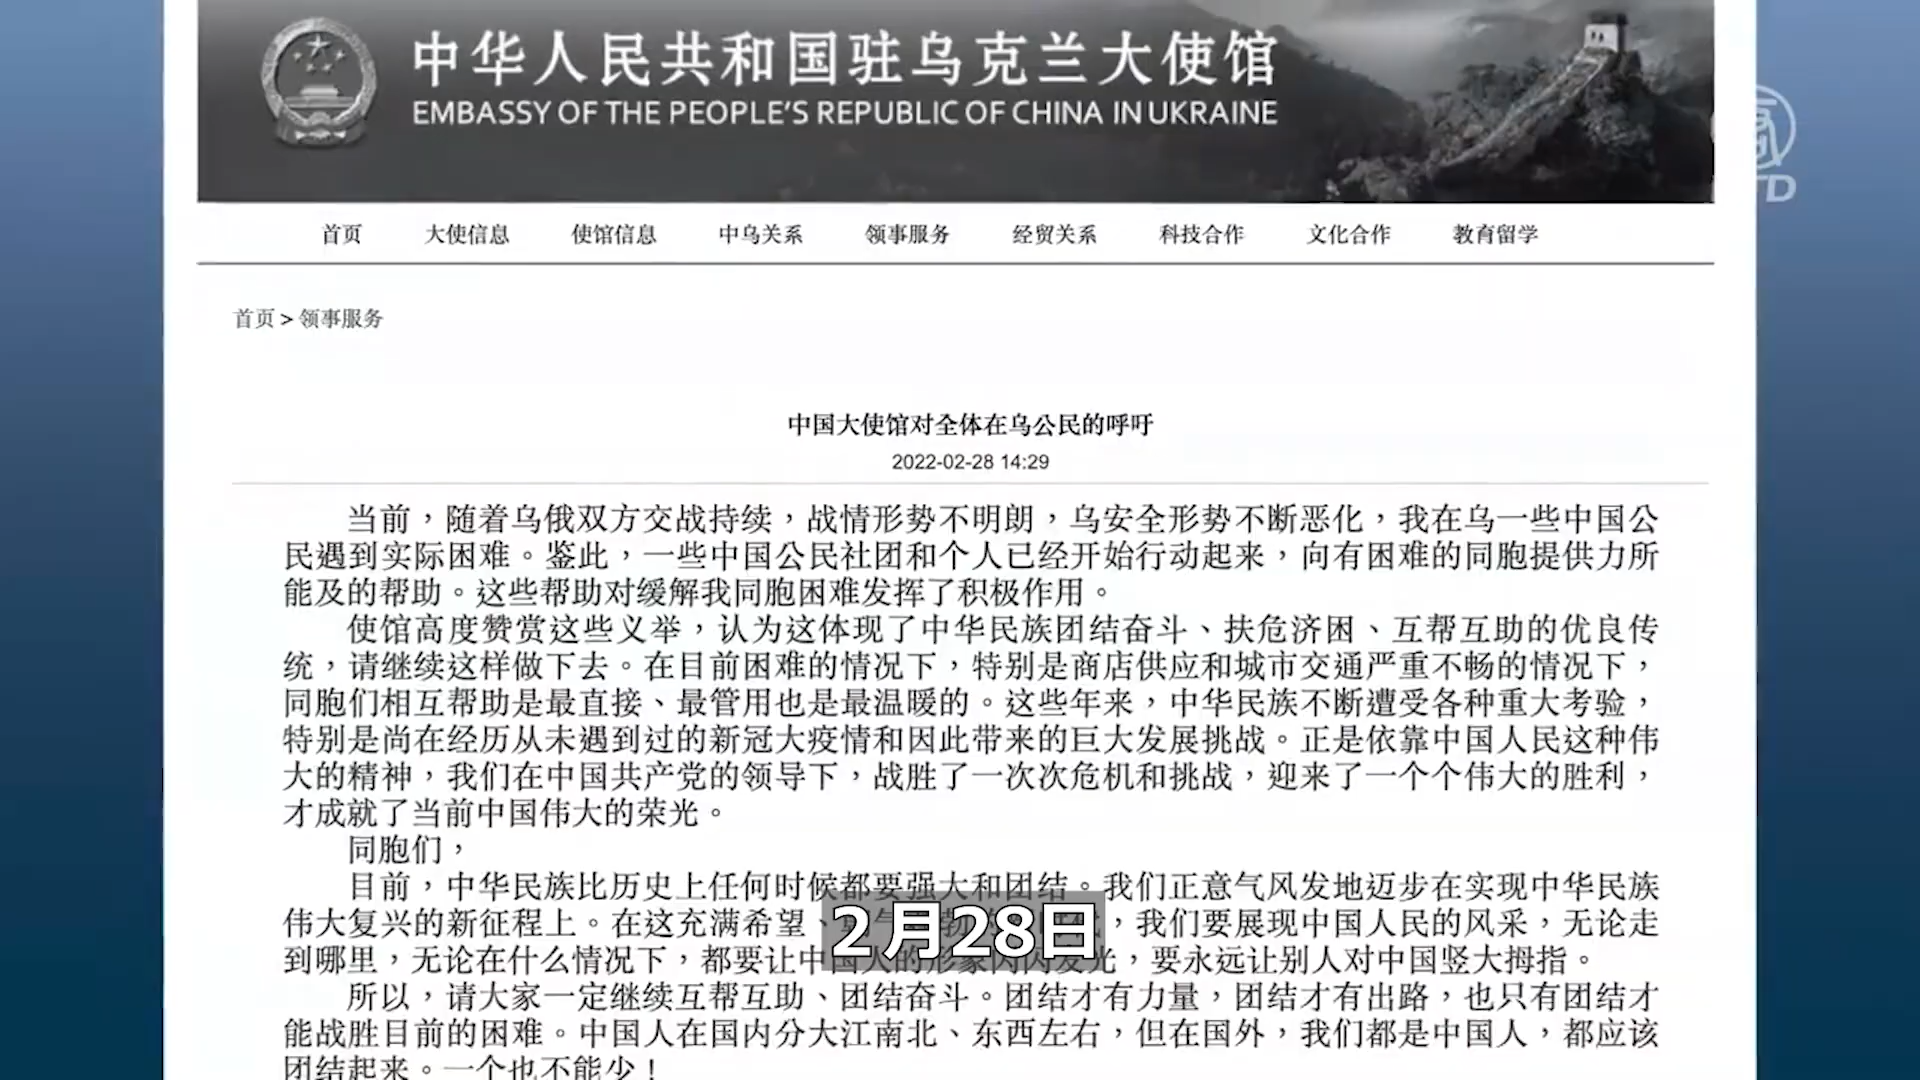 中华人民共和国驻乌克兰大使馆
EMBASSY OF THE PEOPLE'S REPUBLIC OF CHINA IN UKRAINE
首页 大使信息 使馆信息 中乌关系 领事服务 经贸关系 科技合作 文化合作 教育留学
首页 > 领事服务
中国大使馆对全体在乌公民的呼吁
2022-02-28 14:29
当前，随着乌俄双方交战持续，战情形势不明朗，乌安全形势不断恶化，我在乌一些中国公
民遇到实际困难。鉴此，一些中国公民社团和个人已经开始行动起来，向有困难的同胞提供力所
能及的帮助。这些帮助对缓解我同胞困难发挥了积极作用。
使馆高度赞赏这些义举，认为这体现了中华民族团结奋斗、扶危济困、互帮互助的优良传
统，请继续这样做下去。在目前困难的情况下，特别是商店供应和城市交通严重不畅的情况下，
同胞们相互帮助是最直接、最管用也是最温暖的。这些年来，中华民族不断遭受各种重大考验，
特别是尚在经历从未遇到过的新冠大疫情和因此带来的巨大发展挑战。正是依靠中国人民这种伟
大的精神，我们在中国共产党的领导下，战胜了一次次危机和挑战，迎来了一个个伟大的胜利，
才成就了当前中国伟大的荣光。
同胞们，
目前，中华民族比历史上任何时候都要强大和团结。我们正意气风发地迈步在实现中华民族
伟大复兴的新征程上。在这充满希望、，我们要展现中国人民的风采，无论走
到哪里，无论在什么情况下，都要让中国人的形象闪闪发光，要永远让别人对中国竖大拇指。
所以，请大家一定继续互帮互助、团结奋斗。团结才有力量，团结才有出路，也只有团结才
能战胜目前的困难。中国人在国内分大江南北、东西左右，但在国外，我们都是中国人，都应该
团结起来。一个也不能少！
2月28日